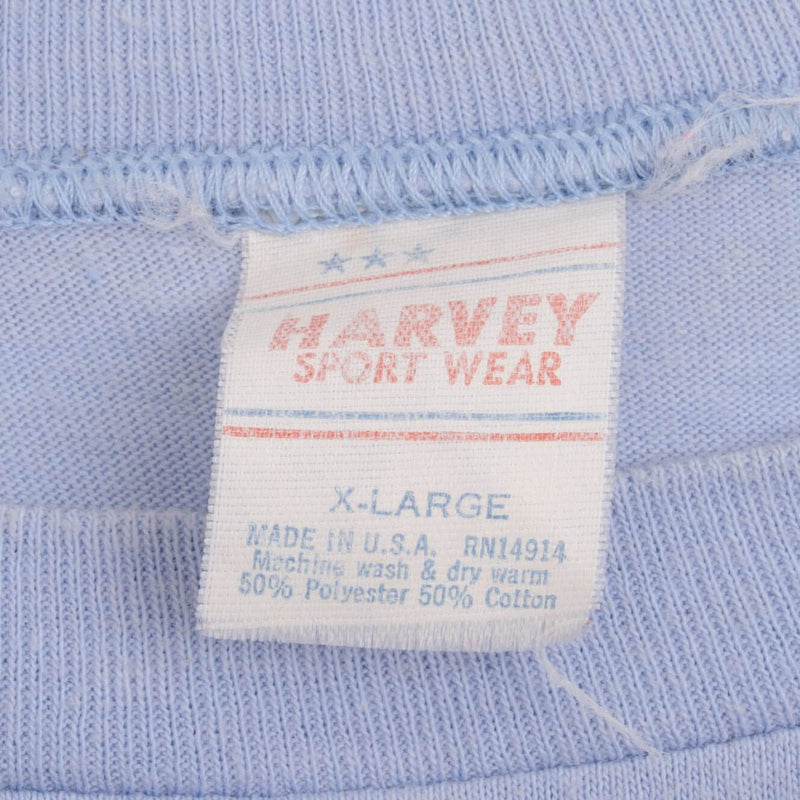 HARVEY
SPORT WEAR
X-LARGE
MADE IN U.S.A. RN14914
Machine wash & dry warm
50% Polyester 50% Cotton